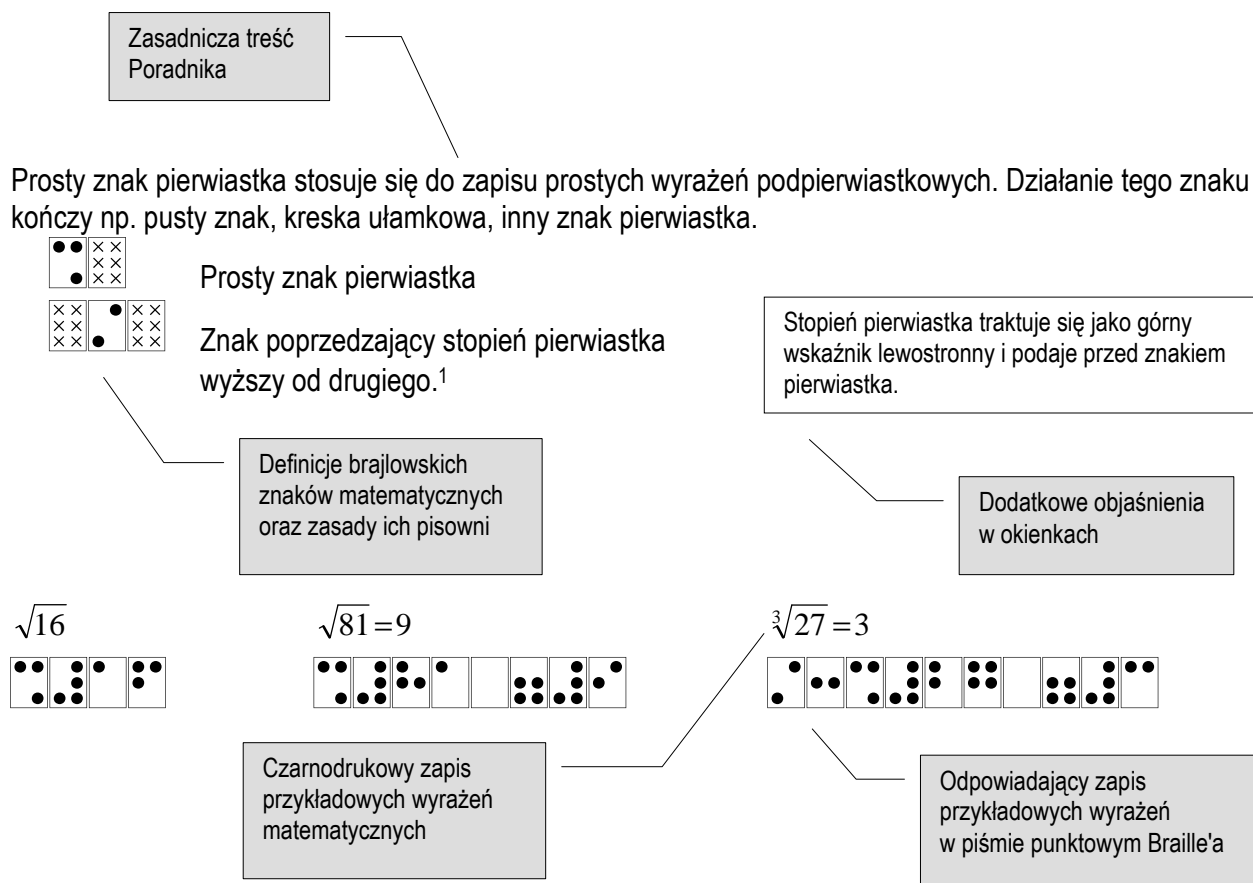 Zasadnicza treść
Poradnika
Prosty znak pierwiastka stosuje się do zapisu prostych wyrażeń podpierwiastkowych. Działanie tego znaku
kończy np. pusty znak, kreska ułamkowa, inny znak pierwiastka.
⠩⠿ Prosty znak pierwiastka
⠿⠌⠿ Znak poprzedzający stopień pierwiastka
wyższy od drugiego.¹
Stopień pierwiastka traktuje się jako górny
wskaźnik lewostronny i podaje przed znakiem
pierwiastka.
Definicje brajlowskich
znaków matematycznych
oraz zasady ich pisowni
Dodatkowe objaśnienia
w okienkach
√16
√81=9
∛27=3
⠩⠼⠁⠋
⠩⠼⠓⠁⠀⠶⠼⠊
⠌⠒⠩⠼⠃⠛⠀⠶⠼⠉
Czarnodrukowy zapis
przykładowych wyrażeń
matematycznych
Odpowiadający zapis
przykładowych wyrażeń
w piśmie punktowym Braille'a